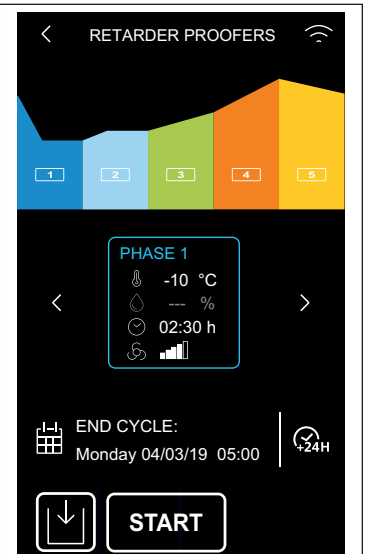 RETARDER PROOFERS
1 2 3 4 5
PHASE 1
-10 °C
--- %
02:30 h
END CYCLE:
Monday 04/03/19 05:00
+24H
START